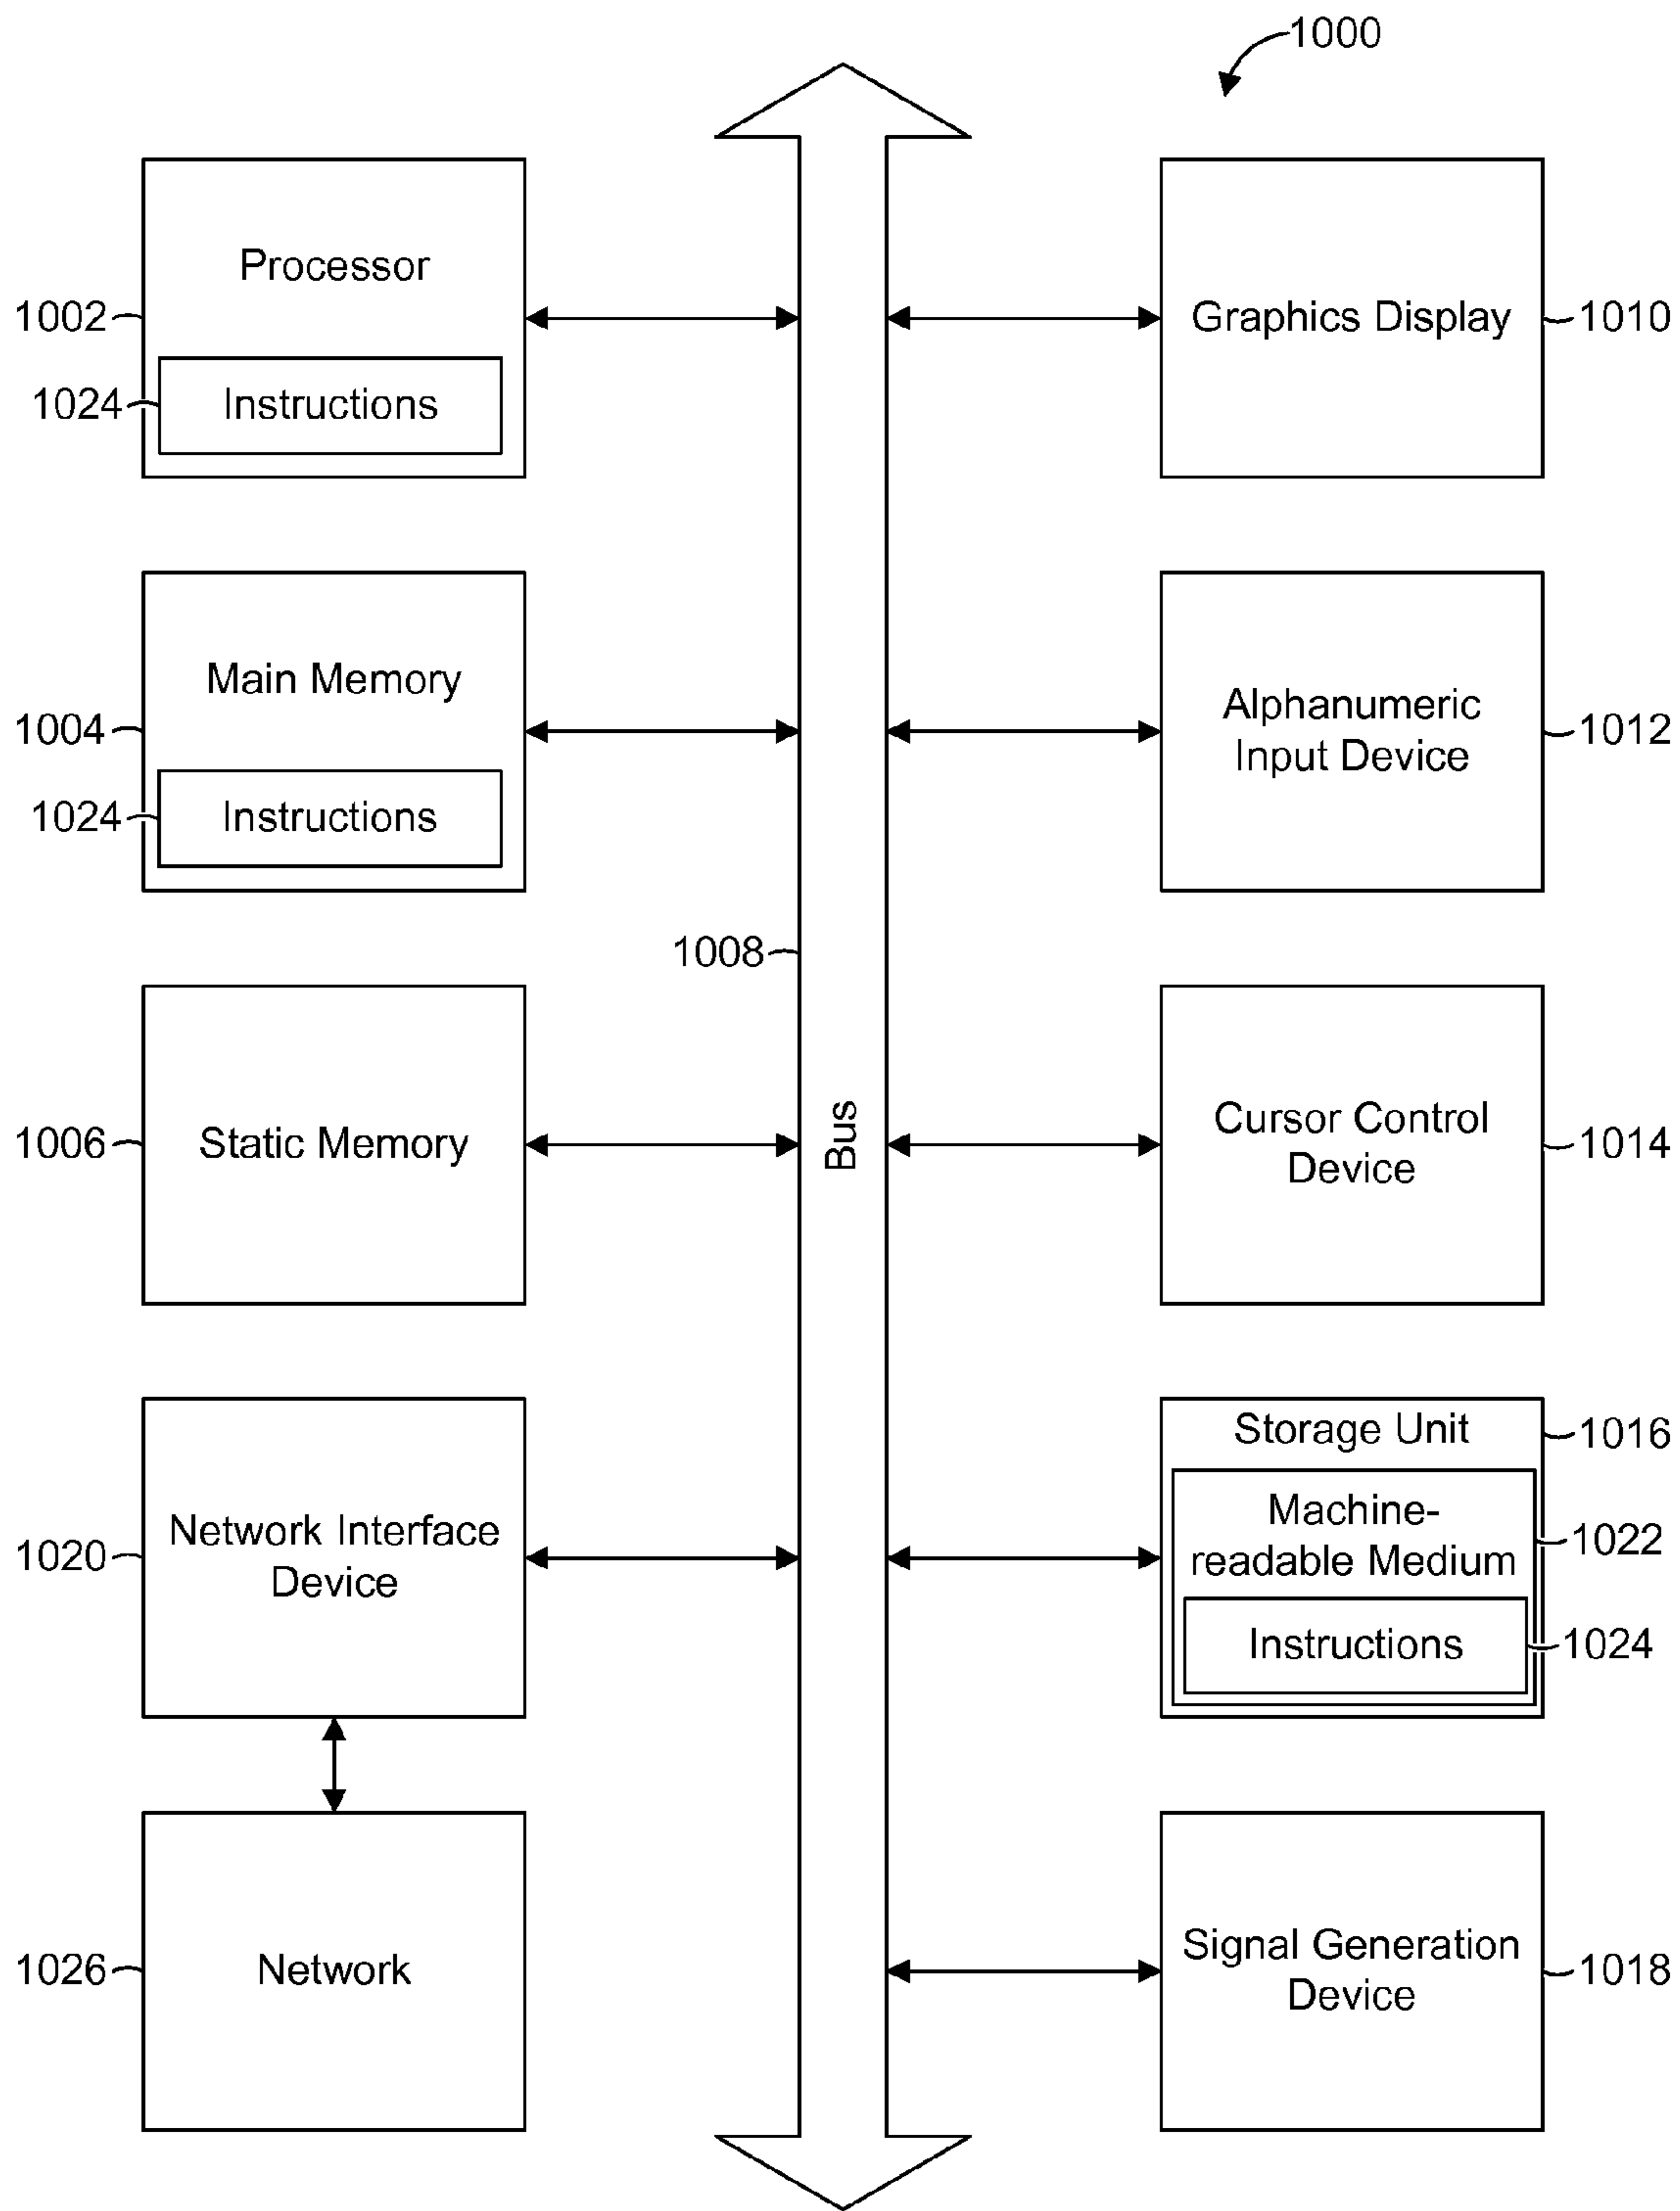 1000
Processor
1002
1024
Instructions
Graphics Display
1010
Main Memory
1004
1024
Instructions
Alphanumeric
Input Device
1012
1008
Bus
Static Memory
1006
Cursor Control
Device
1014
Network Interface
Device
1020
Storage Unit
1016
Machine-
readable Medium
1022
Instructions
1024
Network
1026
Signal Generation
Device
1018